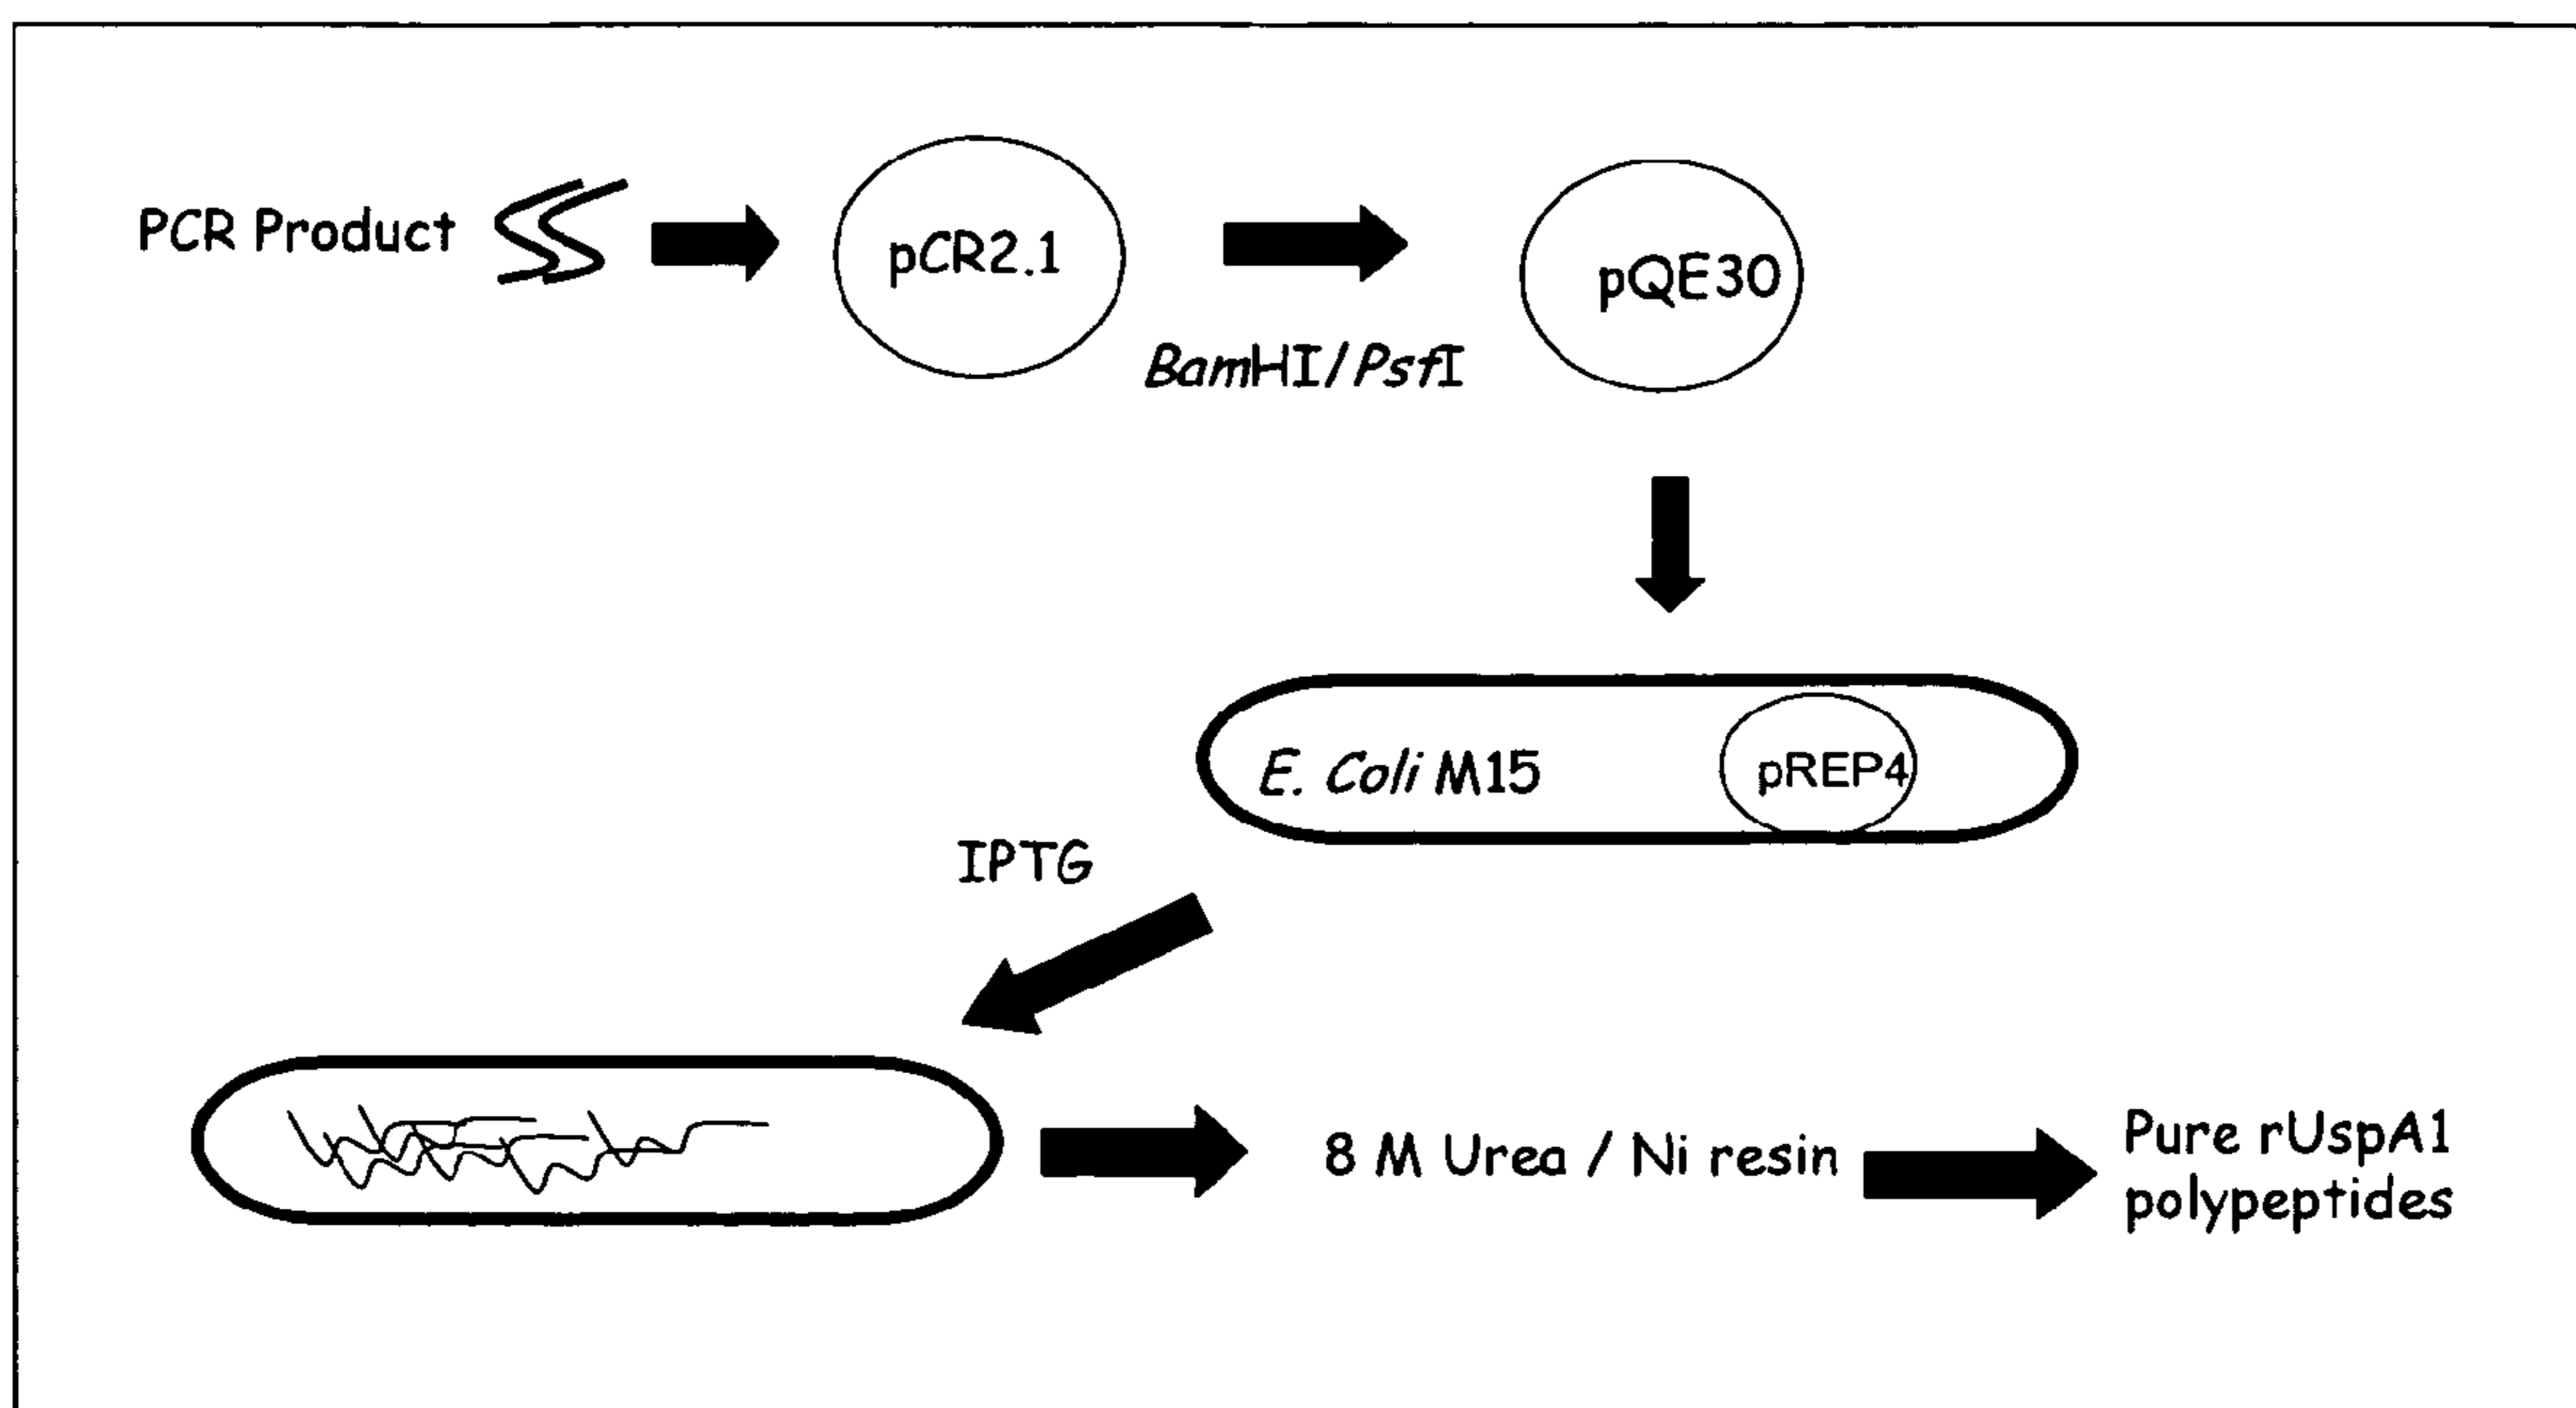 PCR Product
pCR2.1
BamHI/PstI
pQE30
E. Coli M15
pREP4
IPTG
8 M Urea / Ni resin
Pure rUspA1
polypeptides